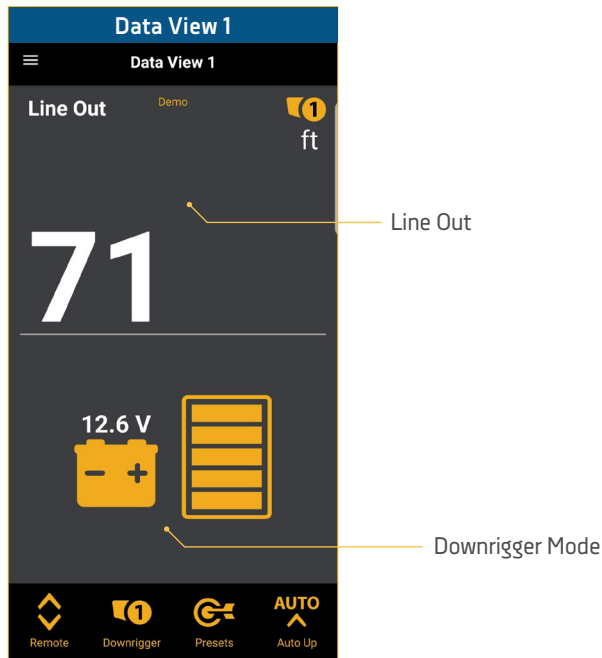 Data View 1
Data View 1
Line Out
Demo
1
ft
Line Out
71
12.6 V
Downrigger Mode
1
AUTO
Remote
Downrigger
Presets
Auto Up